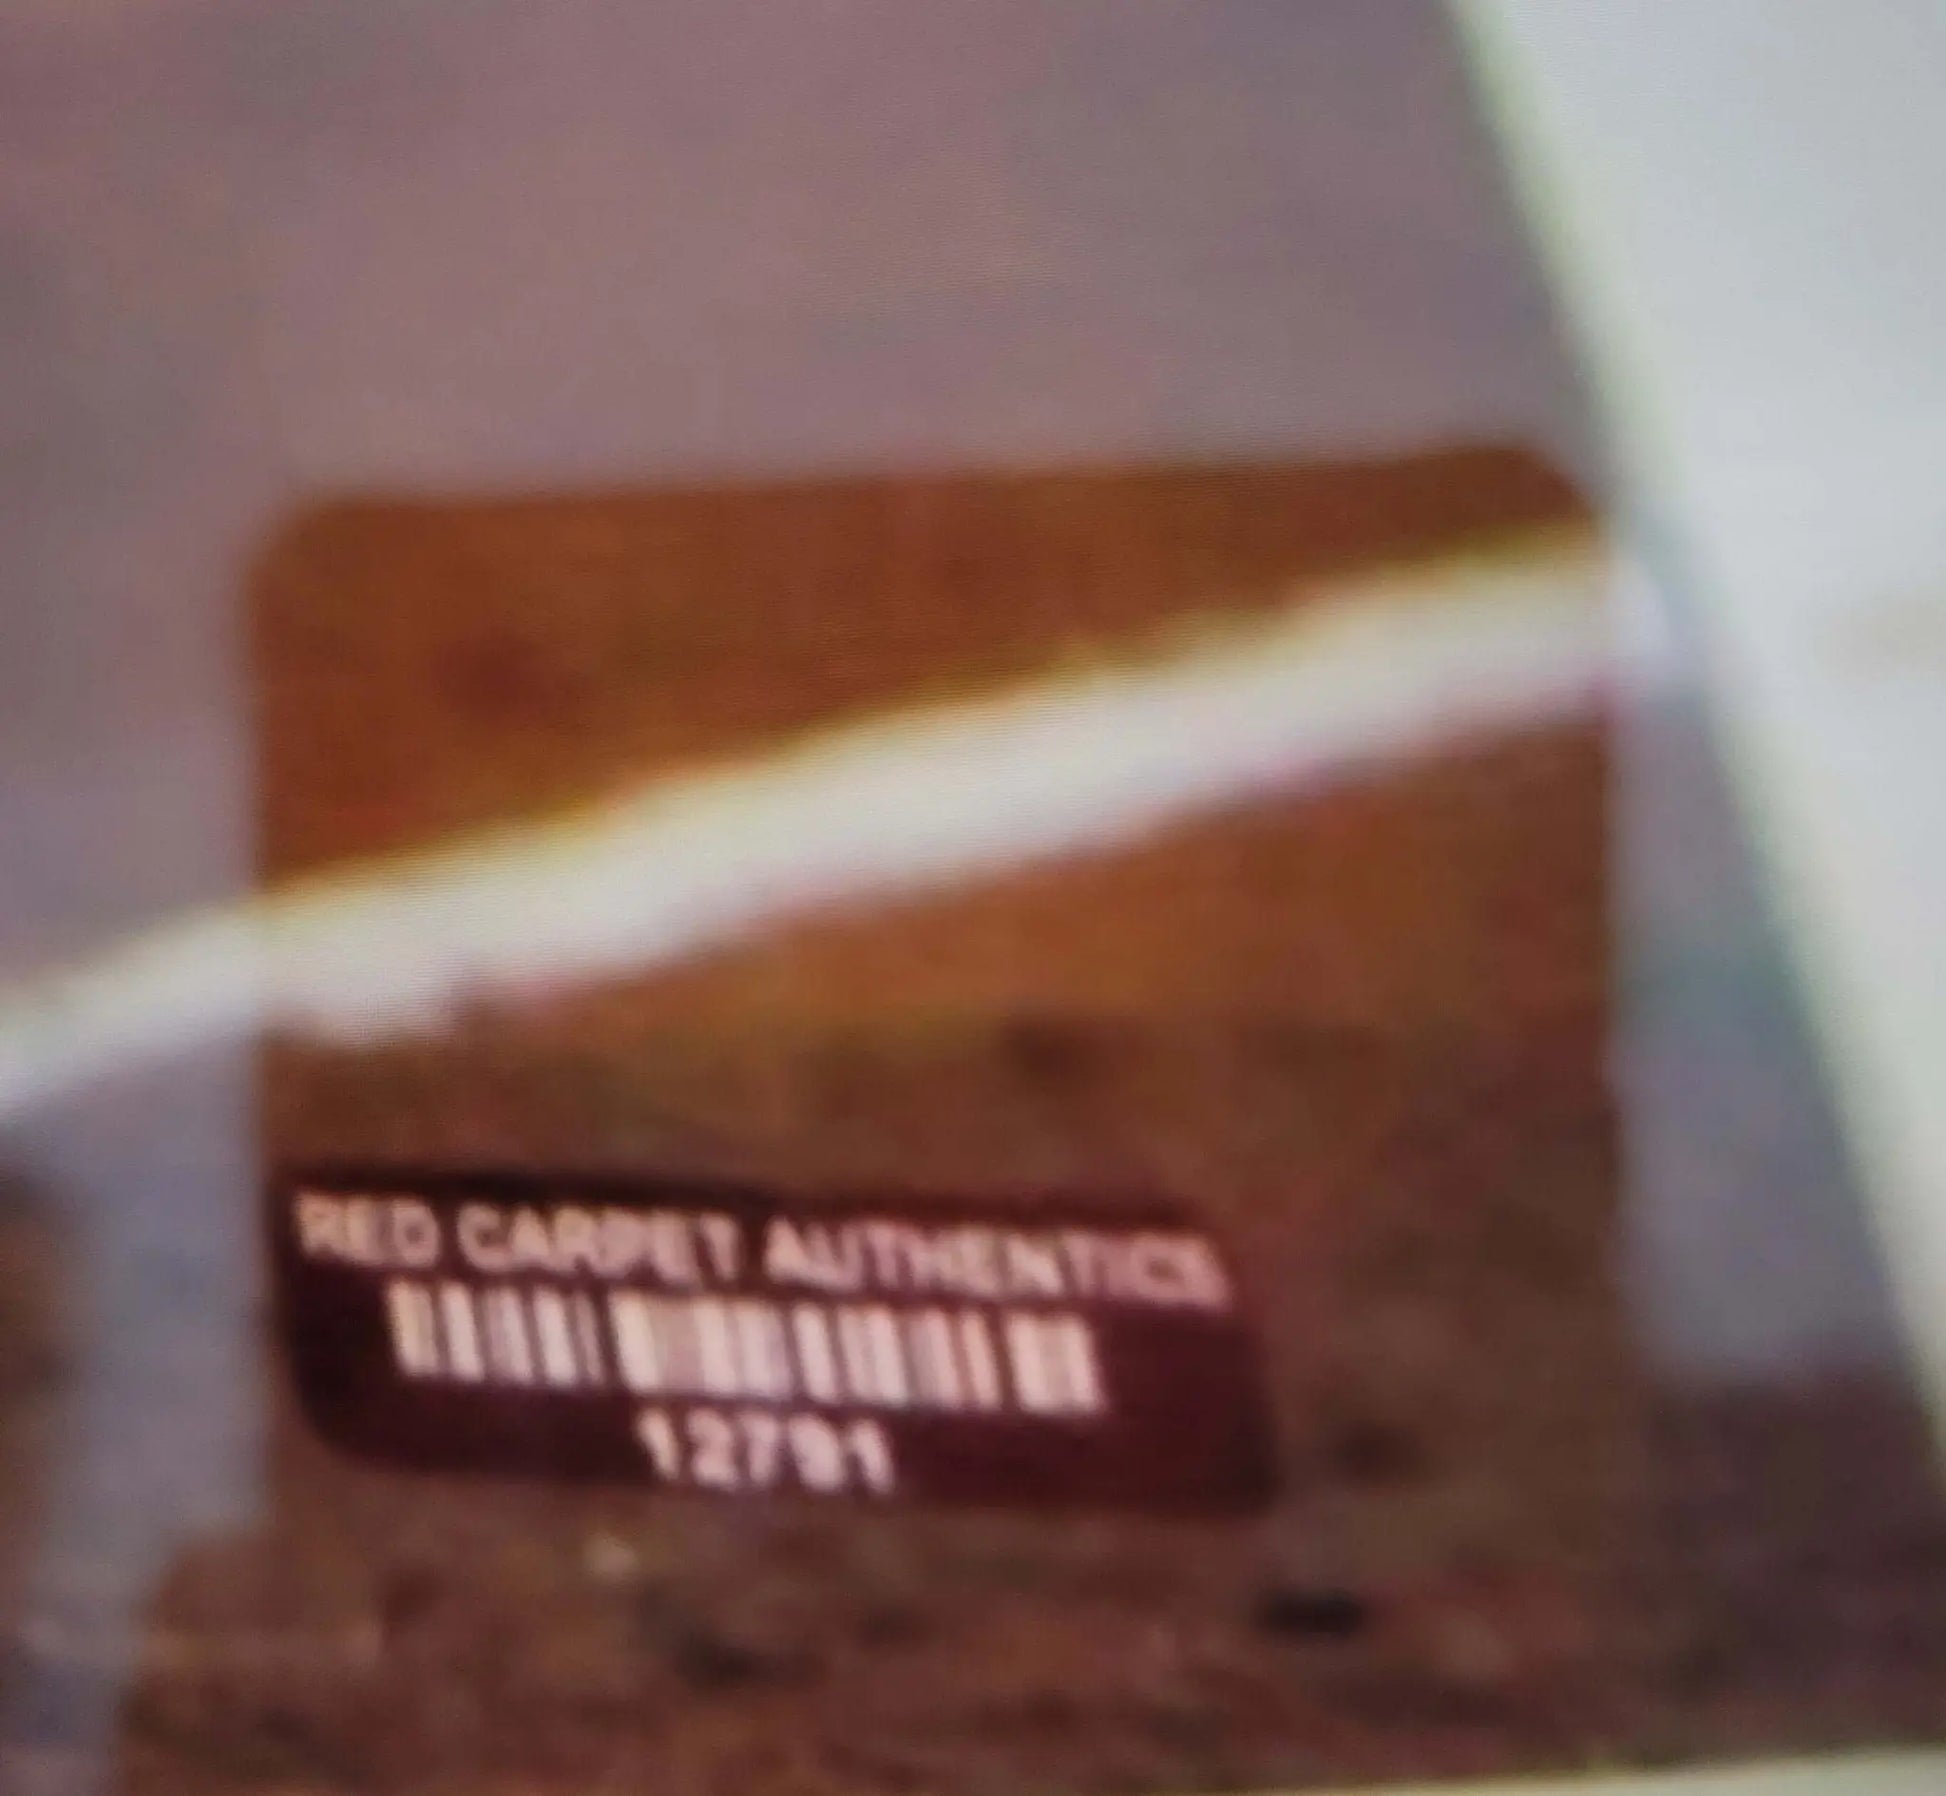 RED CARPET AUTHENTICS
12791